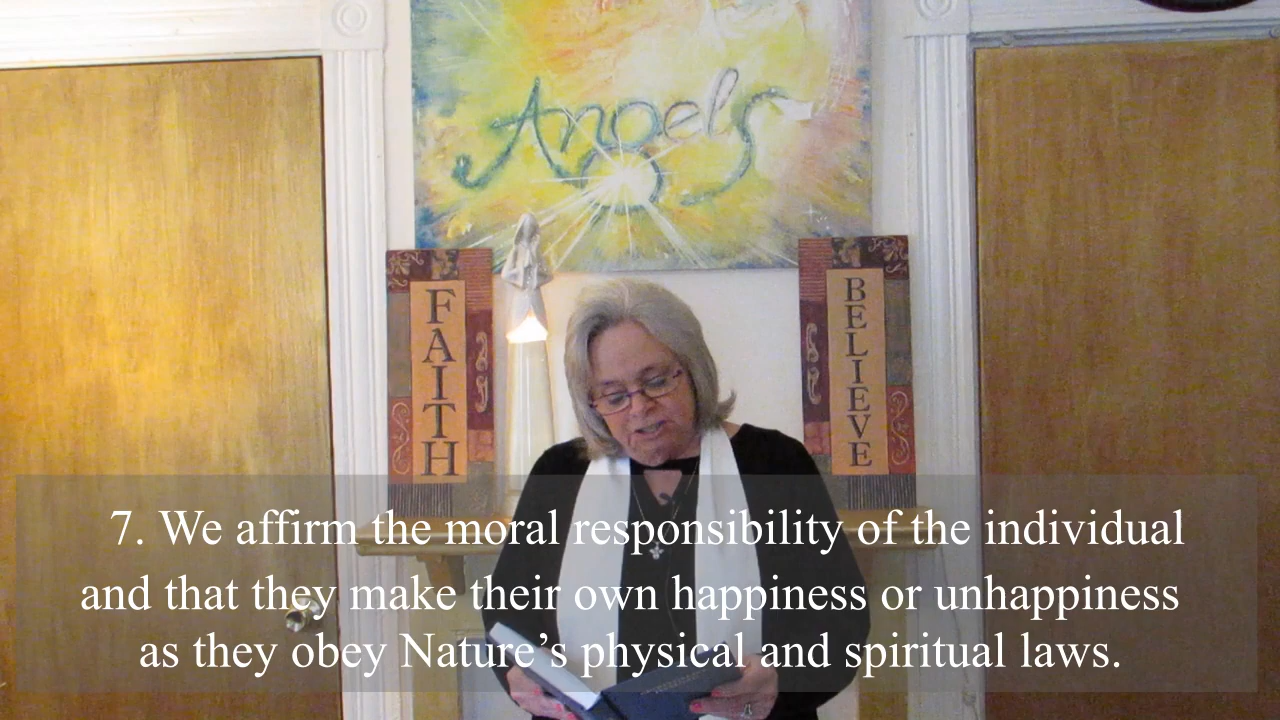 Angels
FAITH
BELIEVE
7. We affirm the moral responsibility of the individual
and that they make their own happiness or unhappiness
as they obey Nature’s physical and spiritual laws.